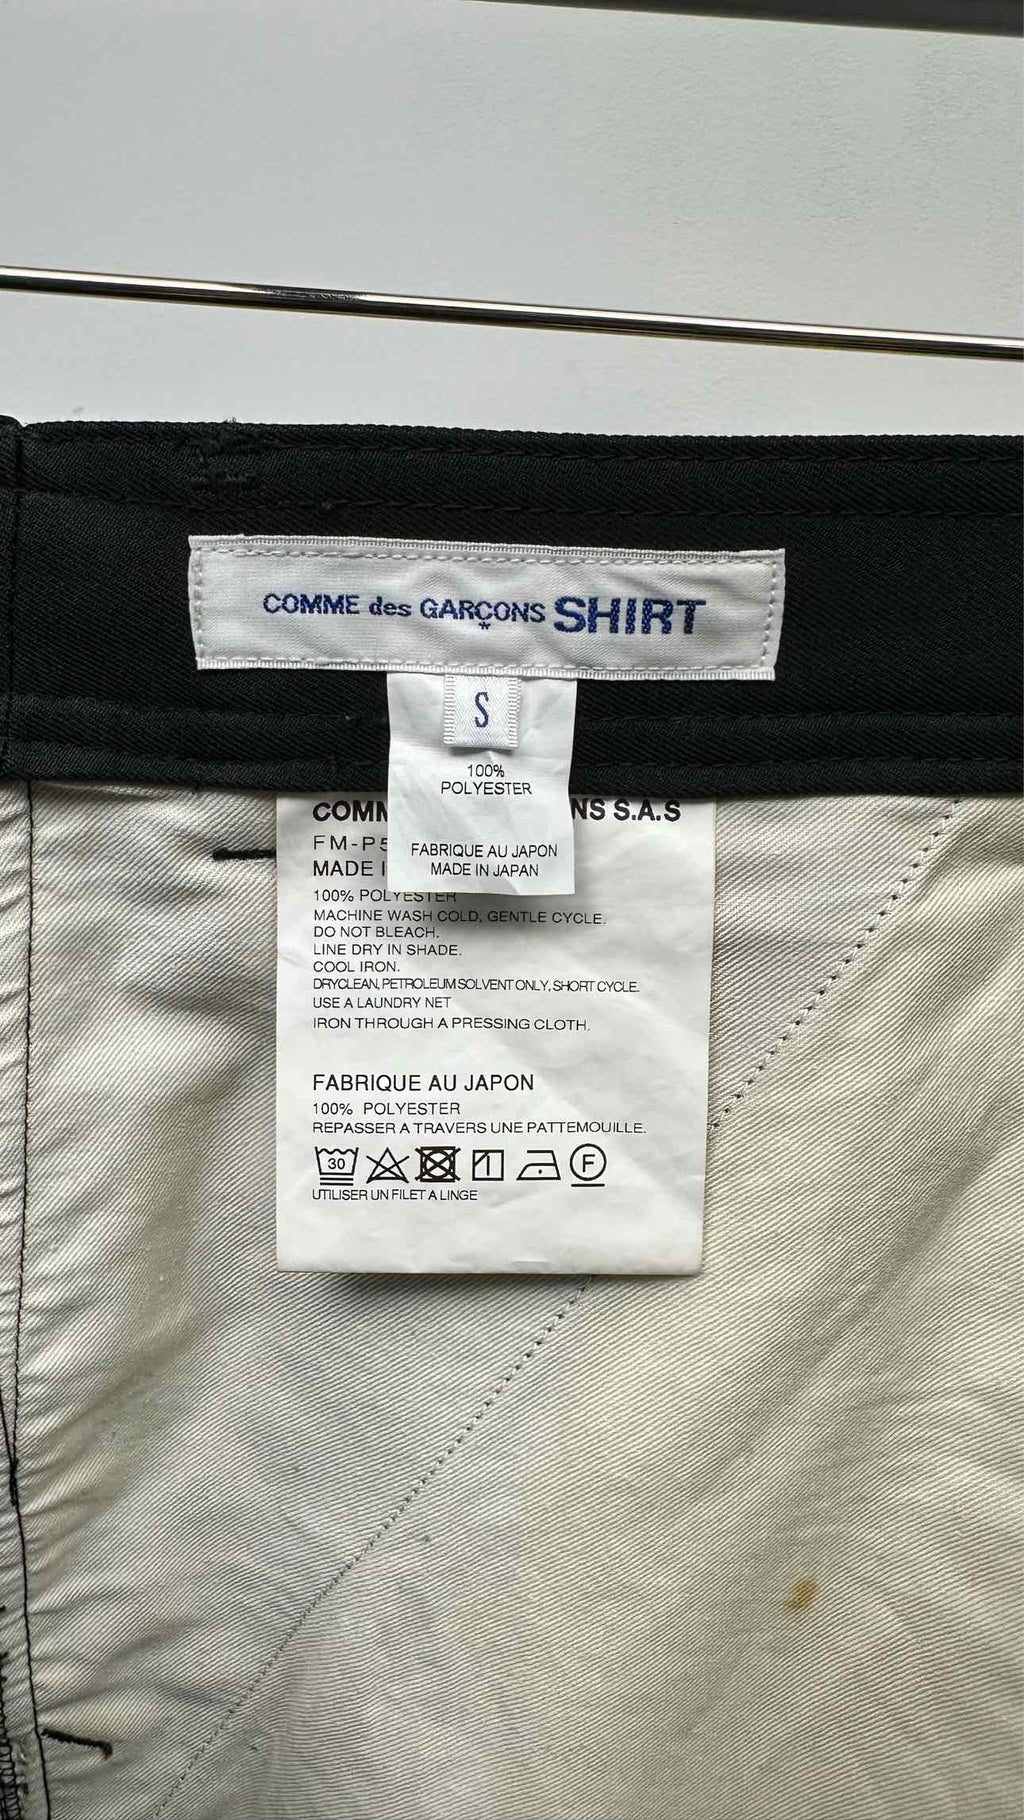 COMME des GARÇONS SHIRT
S
100%
POLYESTER
FABRIQUE AU JAPON
MADE IN JAPAN
NS S.A.S
FM-P5
MADE
100% POLYESTER
MACHINE WASH COLD, GENTLE CYCLE.
DO NOT BLEACH.
LINE DRY IN SHADE.
COOL IRON.
DRYCLEAN, PETROLEUM SOLVENT ONLY, SHORT CYCLE.
USE A LAUNDRY NET
IRON THROUGH A PRESSING CLOTH.
FABRIQUE AU JAPON
100% POLYESTER
REPASSER A TRAVERS UNE PATTEMOUILLE.
30 F
UTILISER UN FILET A LINGE